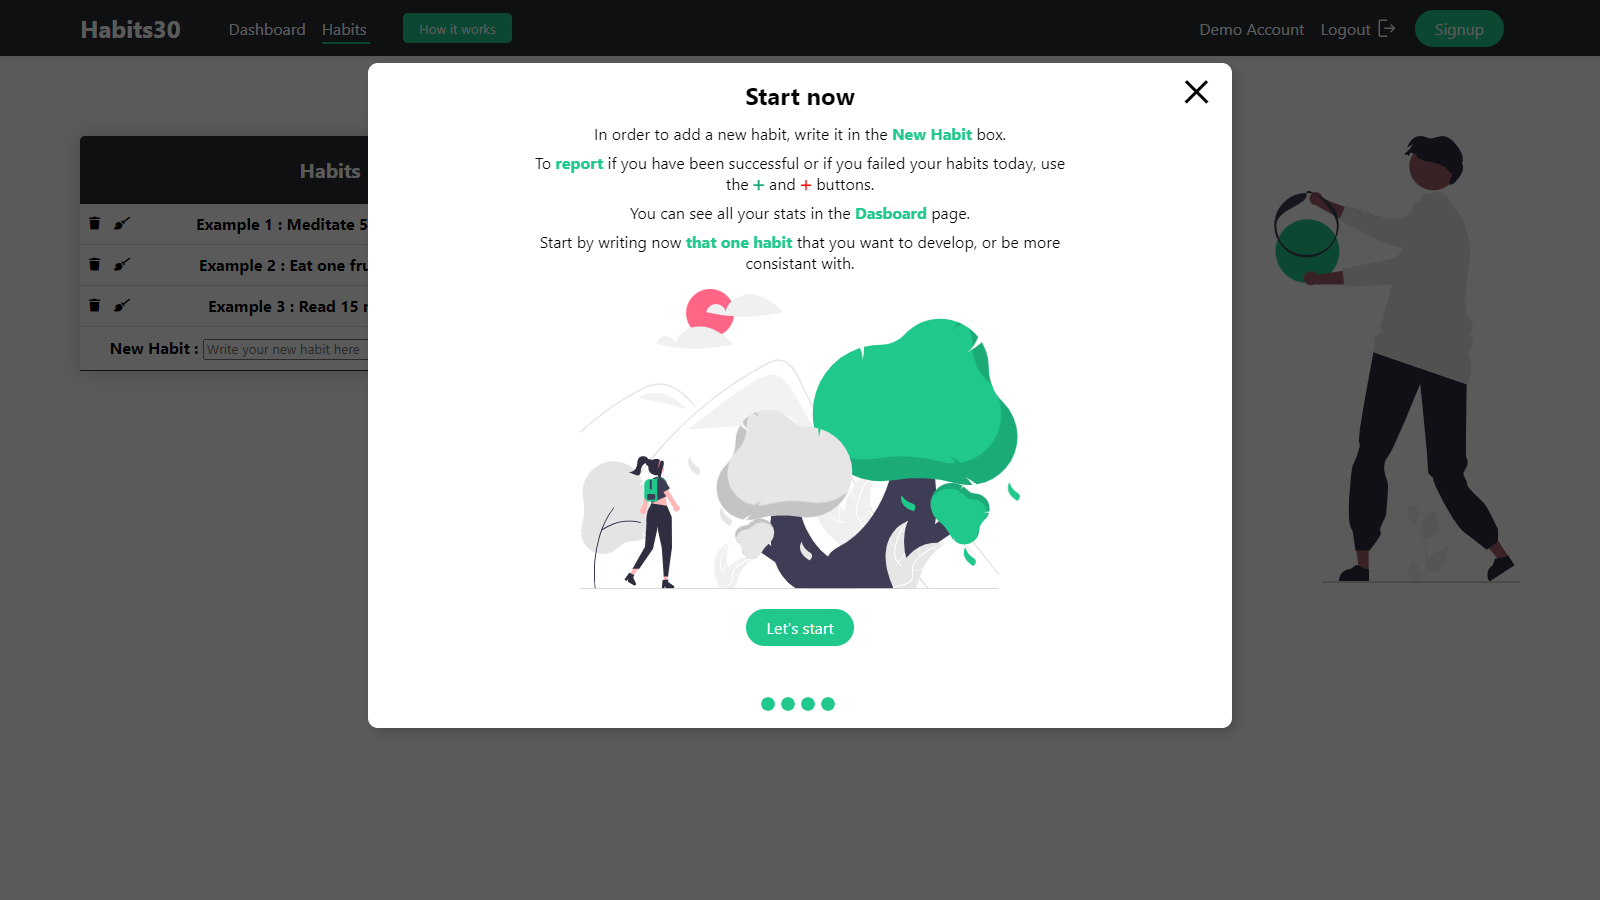 Habits30 Dashboard Habits How it works Demo Account Logout Signup
Start now
In order to add a new habit, write it in the New Habit box.
To report if you have been successful or if you failed your habits today, use
the + and + buttons.
You can see all your stats in the Dasboard page.
Start by writing now that one habit that you want to develop, or be more
consistant with.
Let's start
Habits
Example 1 : Meditate 5
Example 2 : Eat one fru
Example 3 : Read 15
New Habit : Write your new habit here